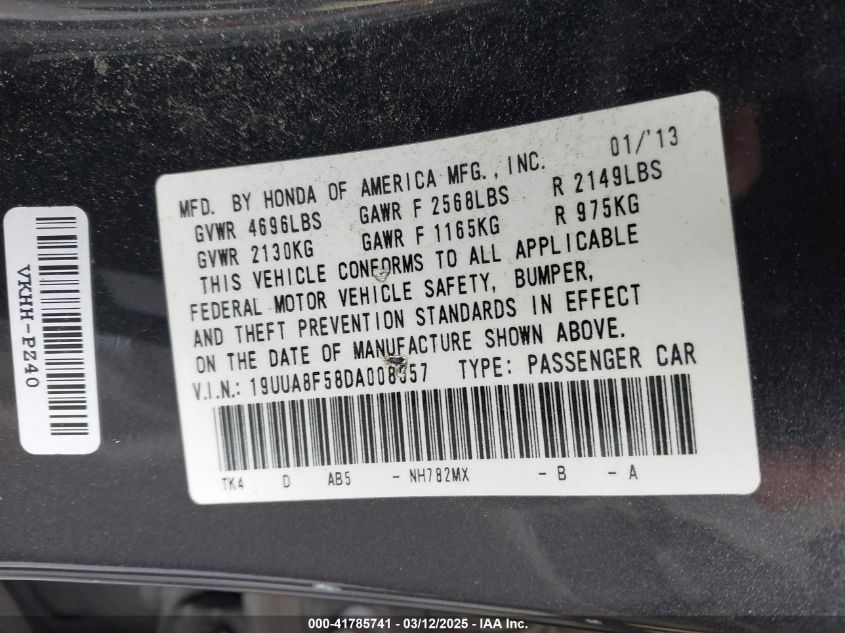 01/'13
MFD. BY HONDA OF AMERICA MFG., INC.
GVWR 4696LBS GAWR F 2568LBS R 2149LBS
GVWR 2130KG GAWR F 1165KG R 975KG
THIS VEHICLE CONFORMS TO ALL APPLICABLE
FEDERAL MOTOR VEHICLE SAFETY, BUMPER,
AND THEFT PREVENTION STANDARDS IN EFFECT
ON THE DATE OF MANUFACTURE SHOWN ABOVE.
V.I.N.: TYPE: PASSENGER CAR
TK4 D AB5 - NH782MX - B - A
VKHH-PZ40
000-41785741 / 03/12/2025 - IAA Inc.